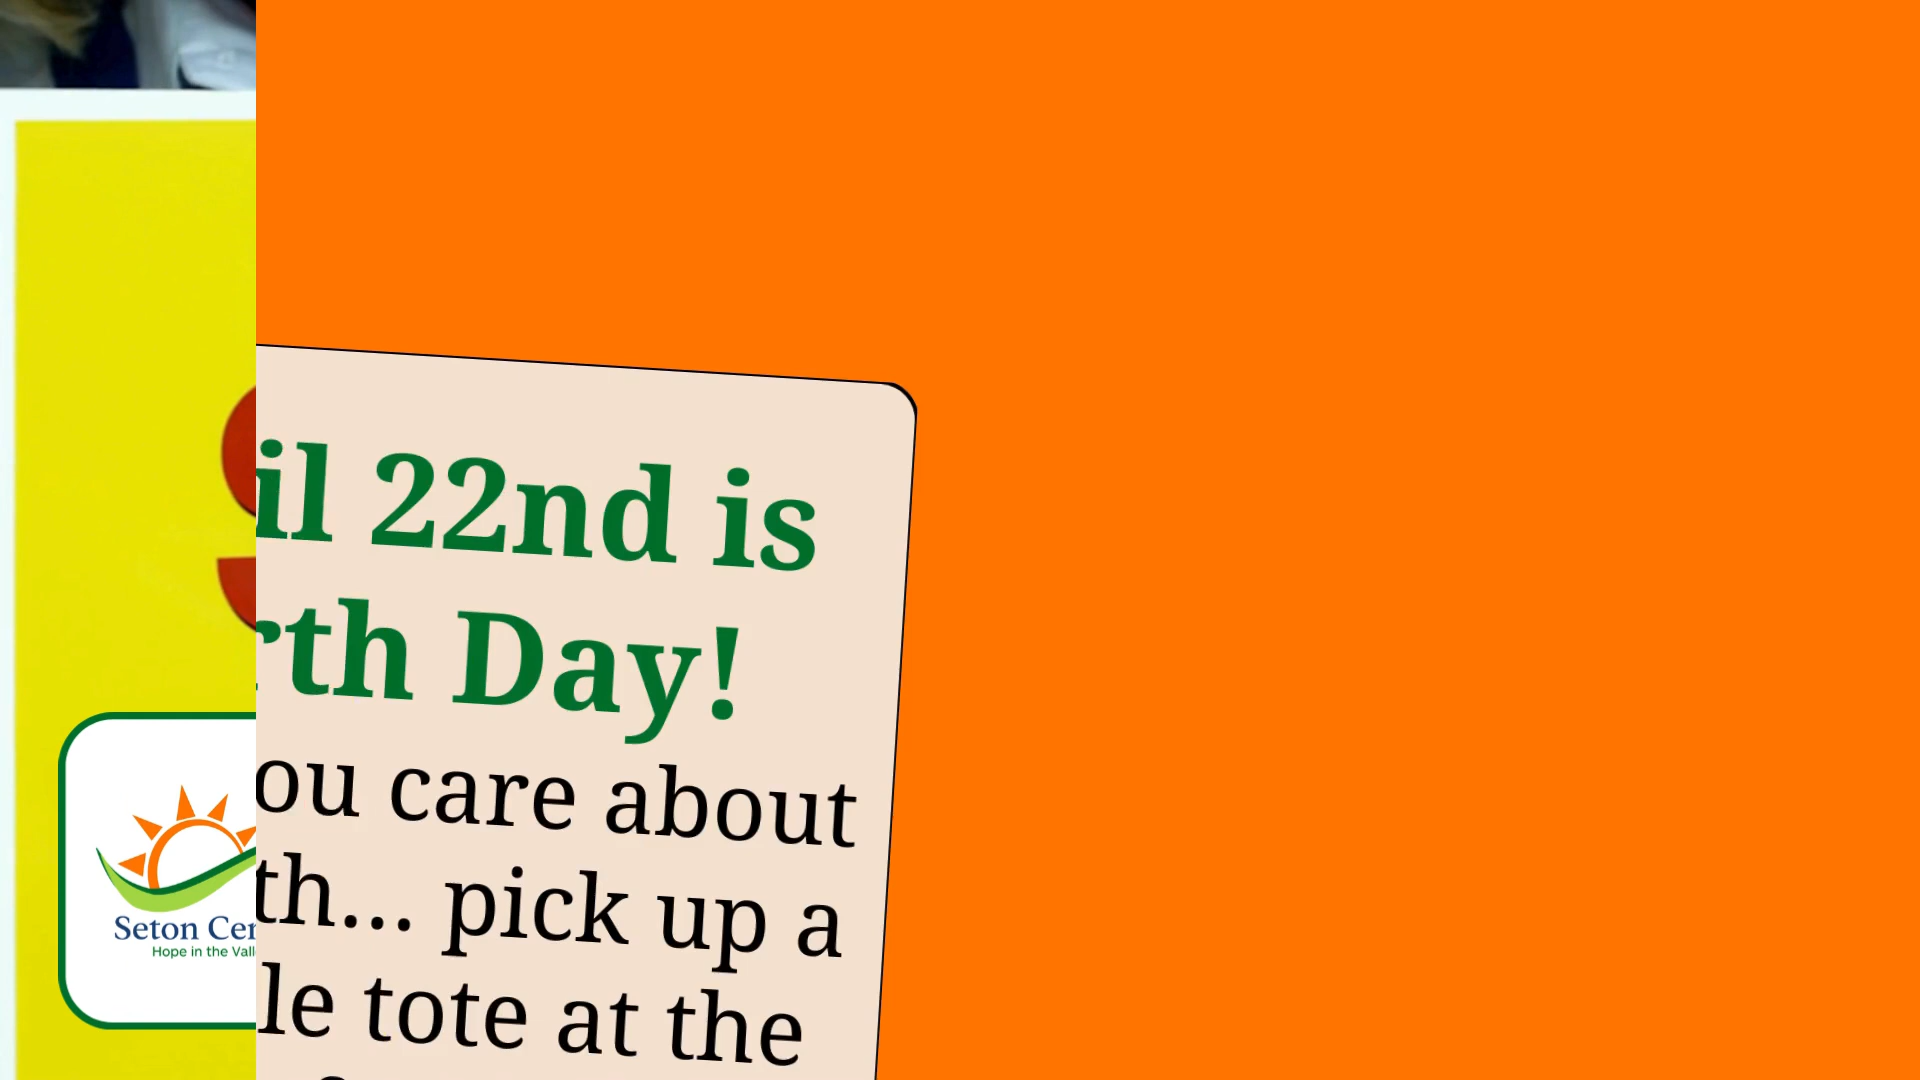 il 22nd is
rth Day!
ou care about
th... pick up a
le tote at the
Seton Cen
Hope in the Valle